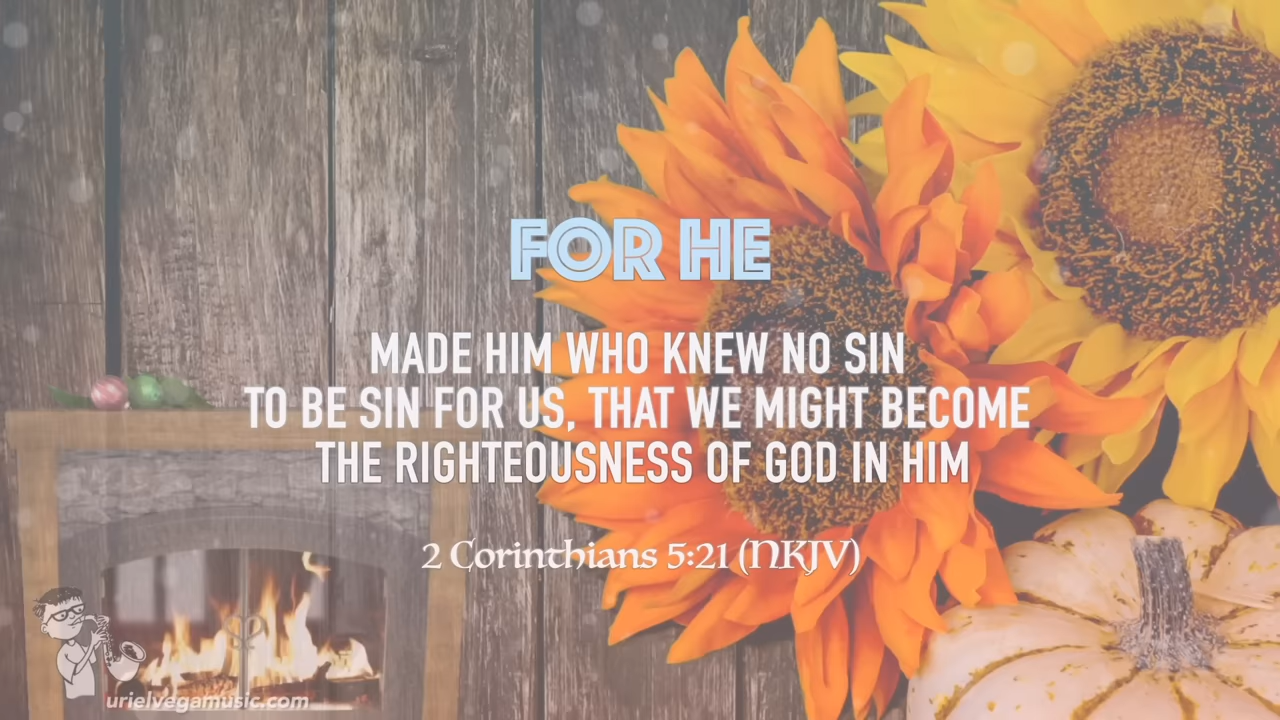 FOR HE
MADE HIM WHO KNEW NO SIN
TO BE SIN FOR US, THAT WE MIGHT BECOME
THE RIGHTEOUSNESS OF GOD IN HIM
2 Corinthians 5:21 (NKJV)
urielvegamusic.com